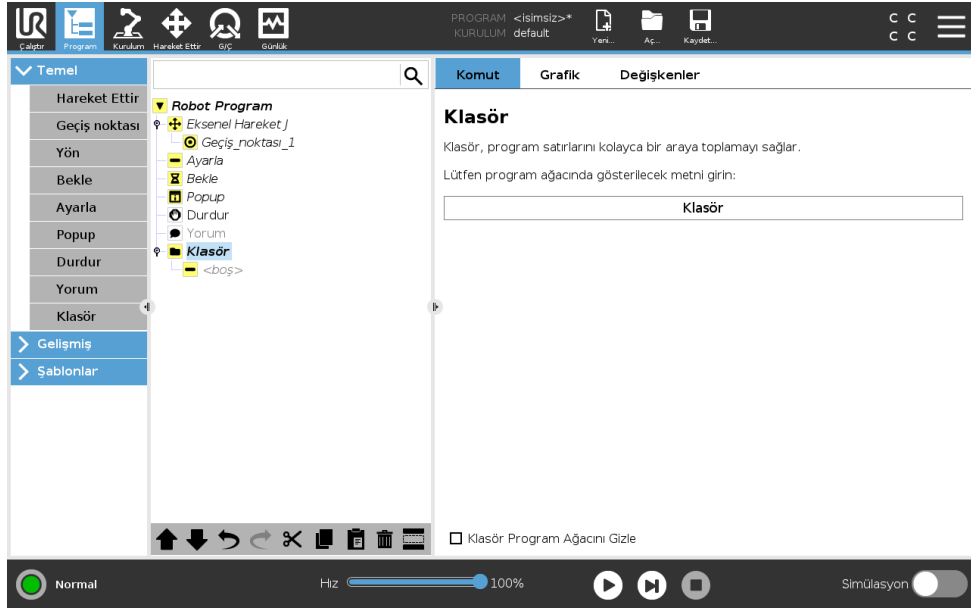 PROGRAM <isimsiz>*
KURULUM default
Çalıştır
Program
Kurulum
Hareket Ettir
G/Ç
Günlük
Yeni...
Aç...
Kaydet...
C C
C C
Temel
Hareket Ettir
Geçiş noktası
Yön
Bekle
Ayarla
Popup
Durdur
Yorum
Klasör
Gelişmiş
Şablonlar
Robot Program
Eksenel Hareket J
Geçiş_noktası_1
Ayarla
Bekle
Popup
Durdur
Yorum
Klasör
<boş>
Komut
Grafik
Değişkenler
Klasör
Klasör, program satırlarını kolayca bir araya toplamayı sağlar.
Lütfen program ağacında gösterilecek metni girin:
Klasör
Klasör Program Ağacını Gizle
Normal
Hız
100%
Simülasyon